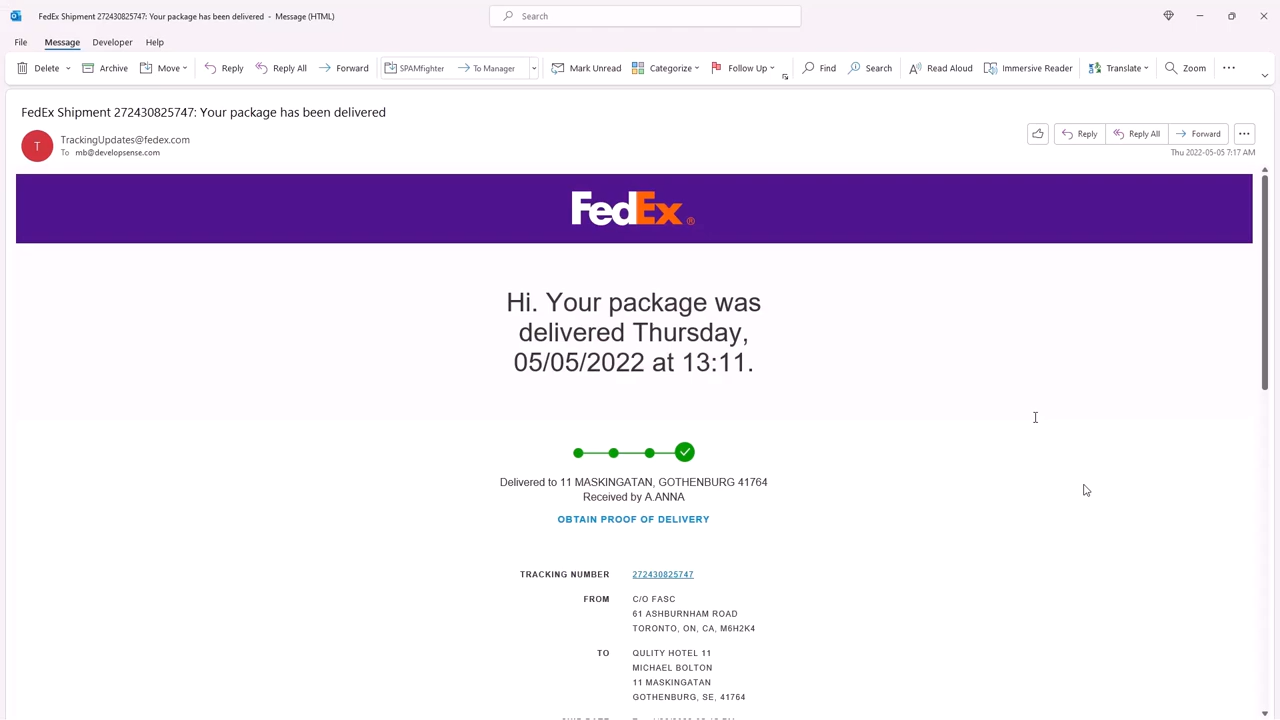 FedEx Shipment 272430825747: Your package has been delivered - Message (HTML)
Search
File Message Developer Help
Delete Archive Move Reply Reply All Forward SPAMfighter To Manager Mark Unread Categorize Follow Up Find Search Read Aloud Immersive Reader Translate Zoom
FedEx Shipment 272430825747: Your package has been delivered
T
TrackingUpdates@fedex.com
To mb@developsense.com
Reply Reply All Forward
Thu 2022-05-05 7:17 AM
FedEx®
Hi. Your package was
delivered Thursday,
05/05/2022 at 13:11.
Delivered to 11 MASKINGATAN, GOTHENBURG 41764
Received by A.ANNA
OBTAIN PROOF OF DELIVERY
TRACKING NUMBER 272430825747
FROM C/O FASC
61 ASHBURNHAM ROAD
TORONTO, ON, CA, M6H2K4
TO QULITY HOTEL 11
MICHAEL BOLTON
11 MASKINGATAN
GOTHENBURG, SE, 41764